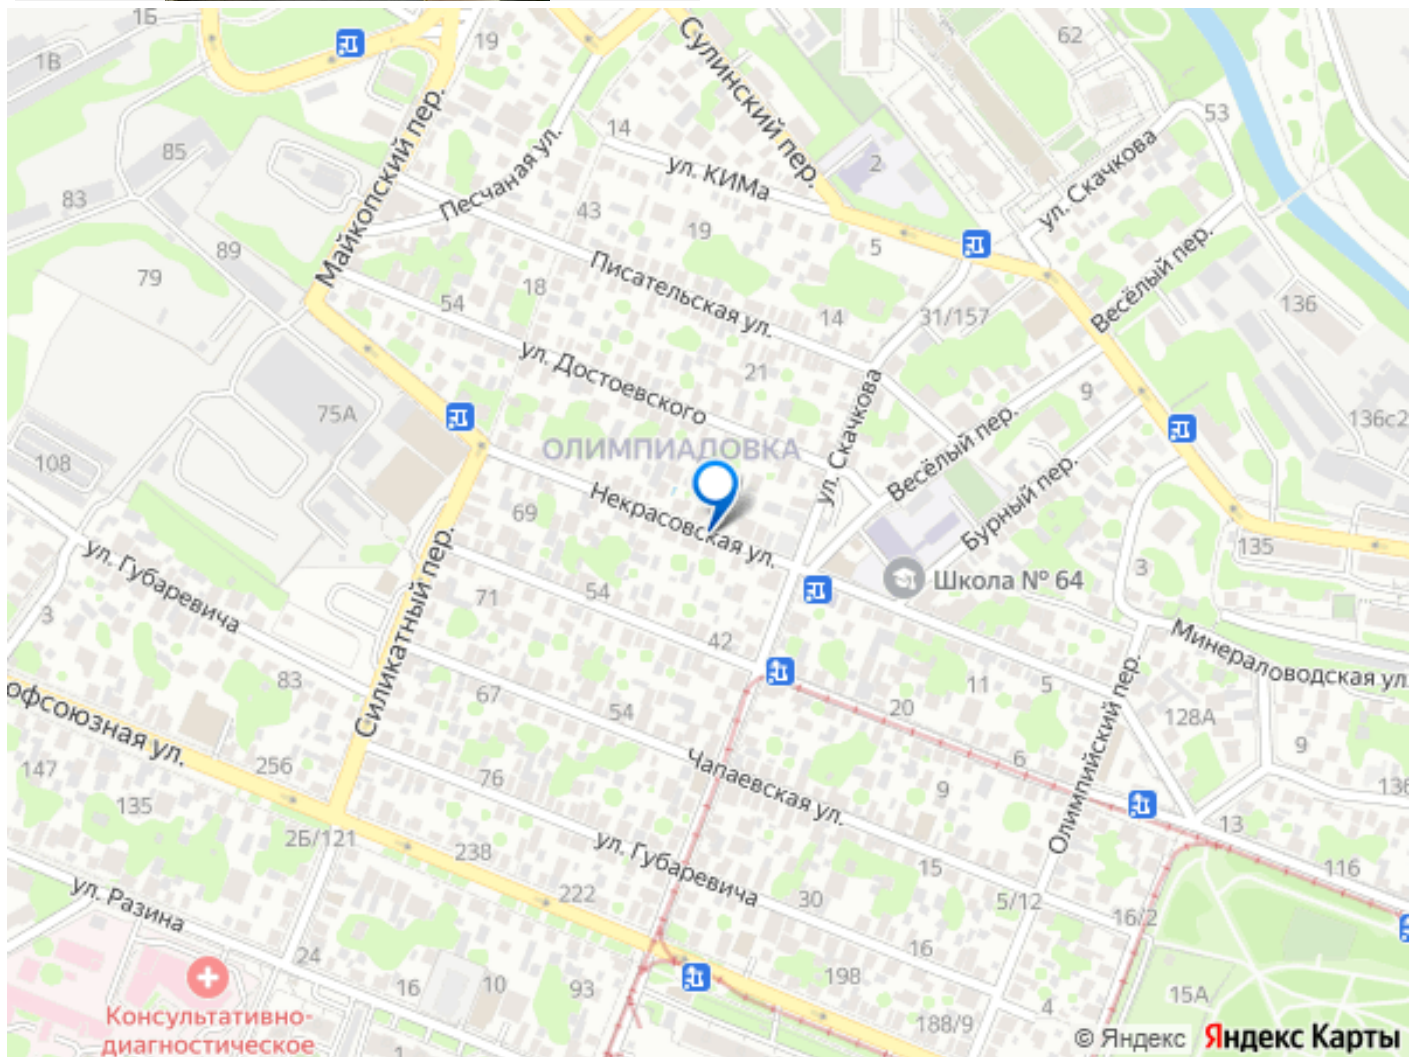 1Б
1В
19
62
53
Сулинский пер.
Майкопский пер.
Песчаная ул.
14
ул. КИМа
2
ул. Скачкова
85
83
89
79
43
19
5
Весёлый пер.
Писательская ул.
18
54
14
31/157
136
ул. Достоевского
21
9
136с2
75А
ул. Скачкова
Весёлый пер.
ОЛИМПИАДОВКА
108
69
Некрасовская ул.
Бурный пер.
135
Школа № 64
3
ул. Губаревича
Силикатный пер.
71
54
42
3
Минераловодская ул.
83
67
54
11
5
20
128А
9
офсоюзная ул.
147
256
135
76
Чапаевская ул.
6
9
Олимпийский пер.
136
13
2Б/121
238
ул. Губаревича
15
116
222
30
5/12
16/2
ул. Разина
24
16
10
93
16
198
4
188/9
15А
Консультативно-
диагностическое
1
© Яндекс Яндекс Карты